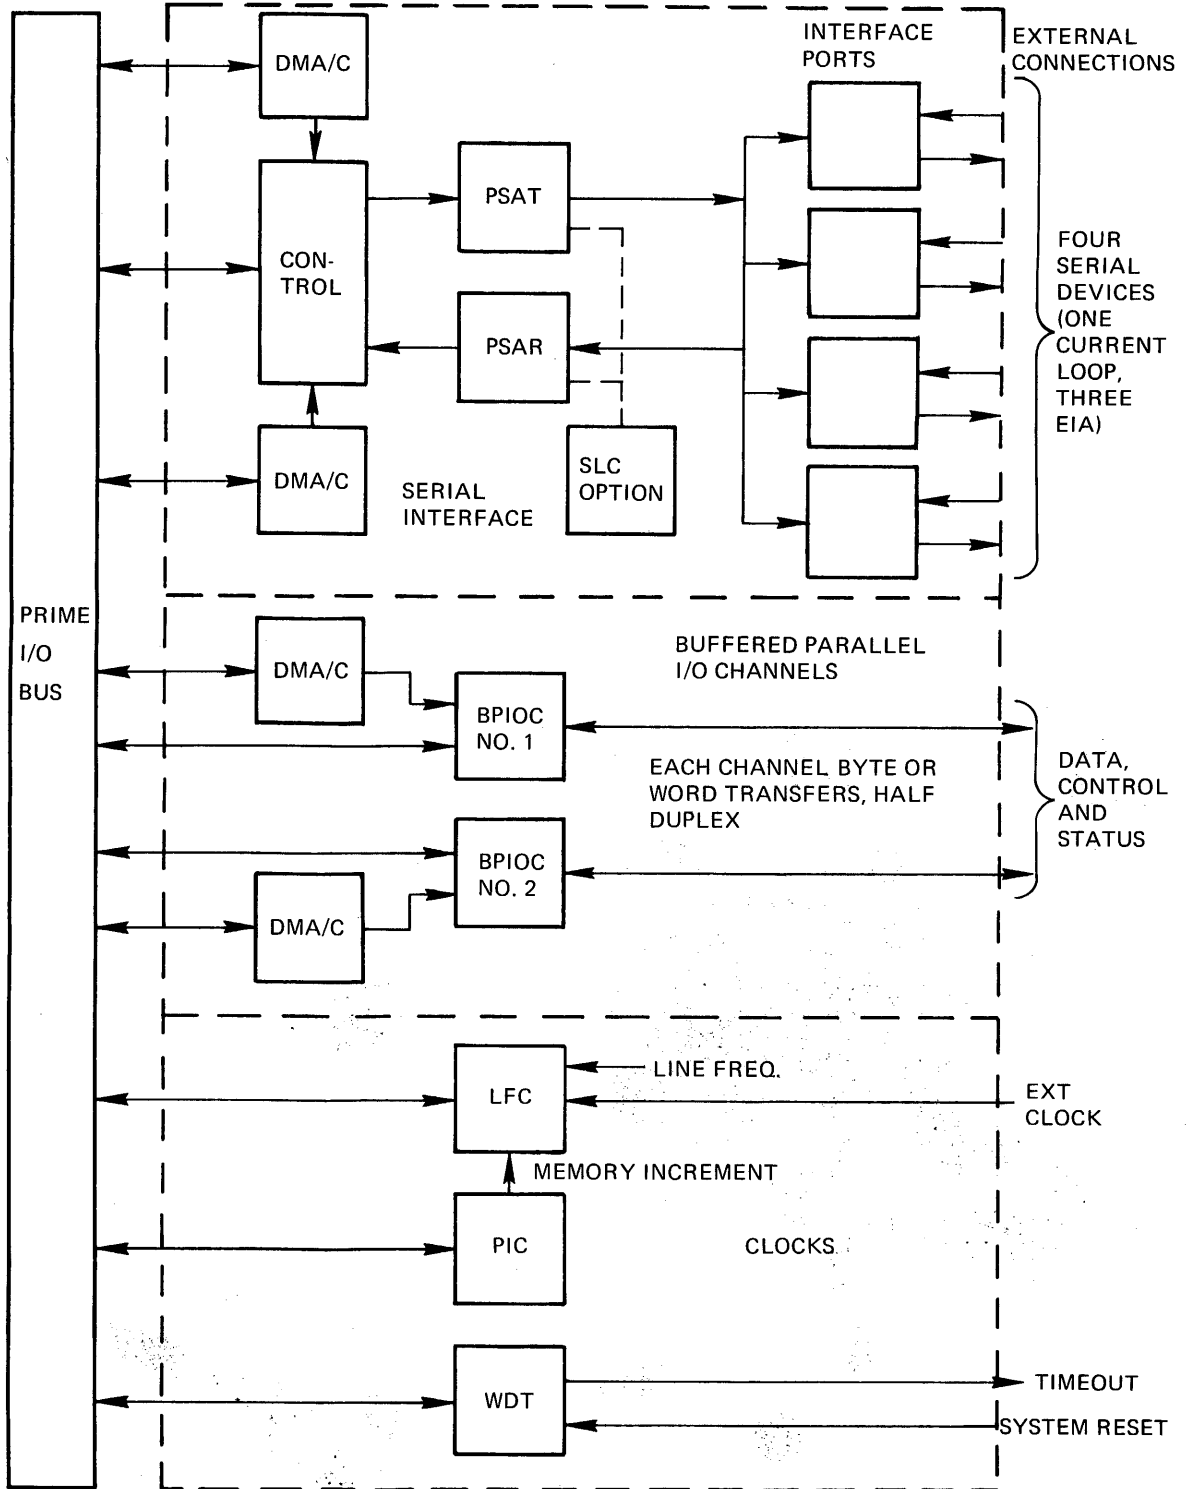 INTERFACE
PORTS
EXTERNAL
CONNECTIONS
DMA/C
PSAT
CON-
TROL
PSAR
FOUR
SERIAL
DEVICES
(ONE
CURRENT
LOOP,
THREE
EIA)
DMA/C
SERIAL
INTERFACE
SLC
OPTION
PRIME
I/O
BUS
DMA/C
BUFFERED PARALLEL
I/O CHANNELS
BPIOC
NO. 1
EACH CHANNEL BYTE OR
WORD TRANSFERS, HALF
DUPLEX
DATA,
CONTROL
AND
STATUS
BPIOC
NO. 2
DMA/C
LFC
LINE FREQ.
EXT
CLOCK
MEMORY INCREMENT
PIC
CLOCKS
WDT
TIMEOUT
SYSTEM RESET